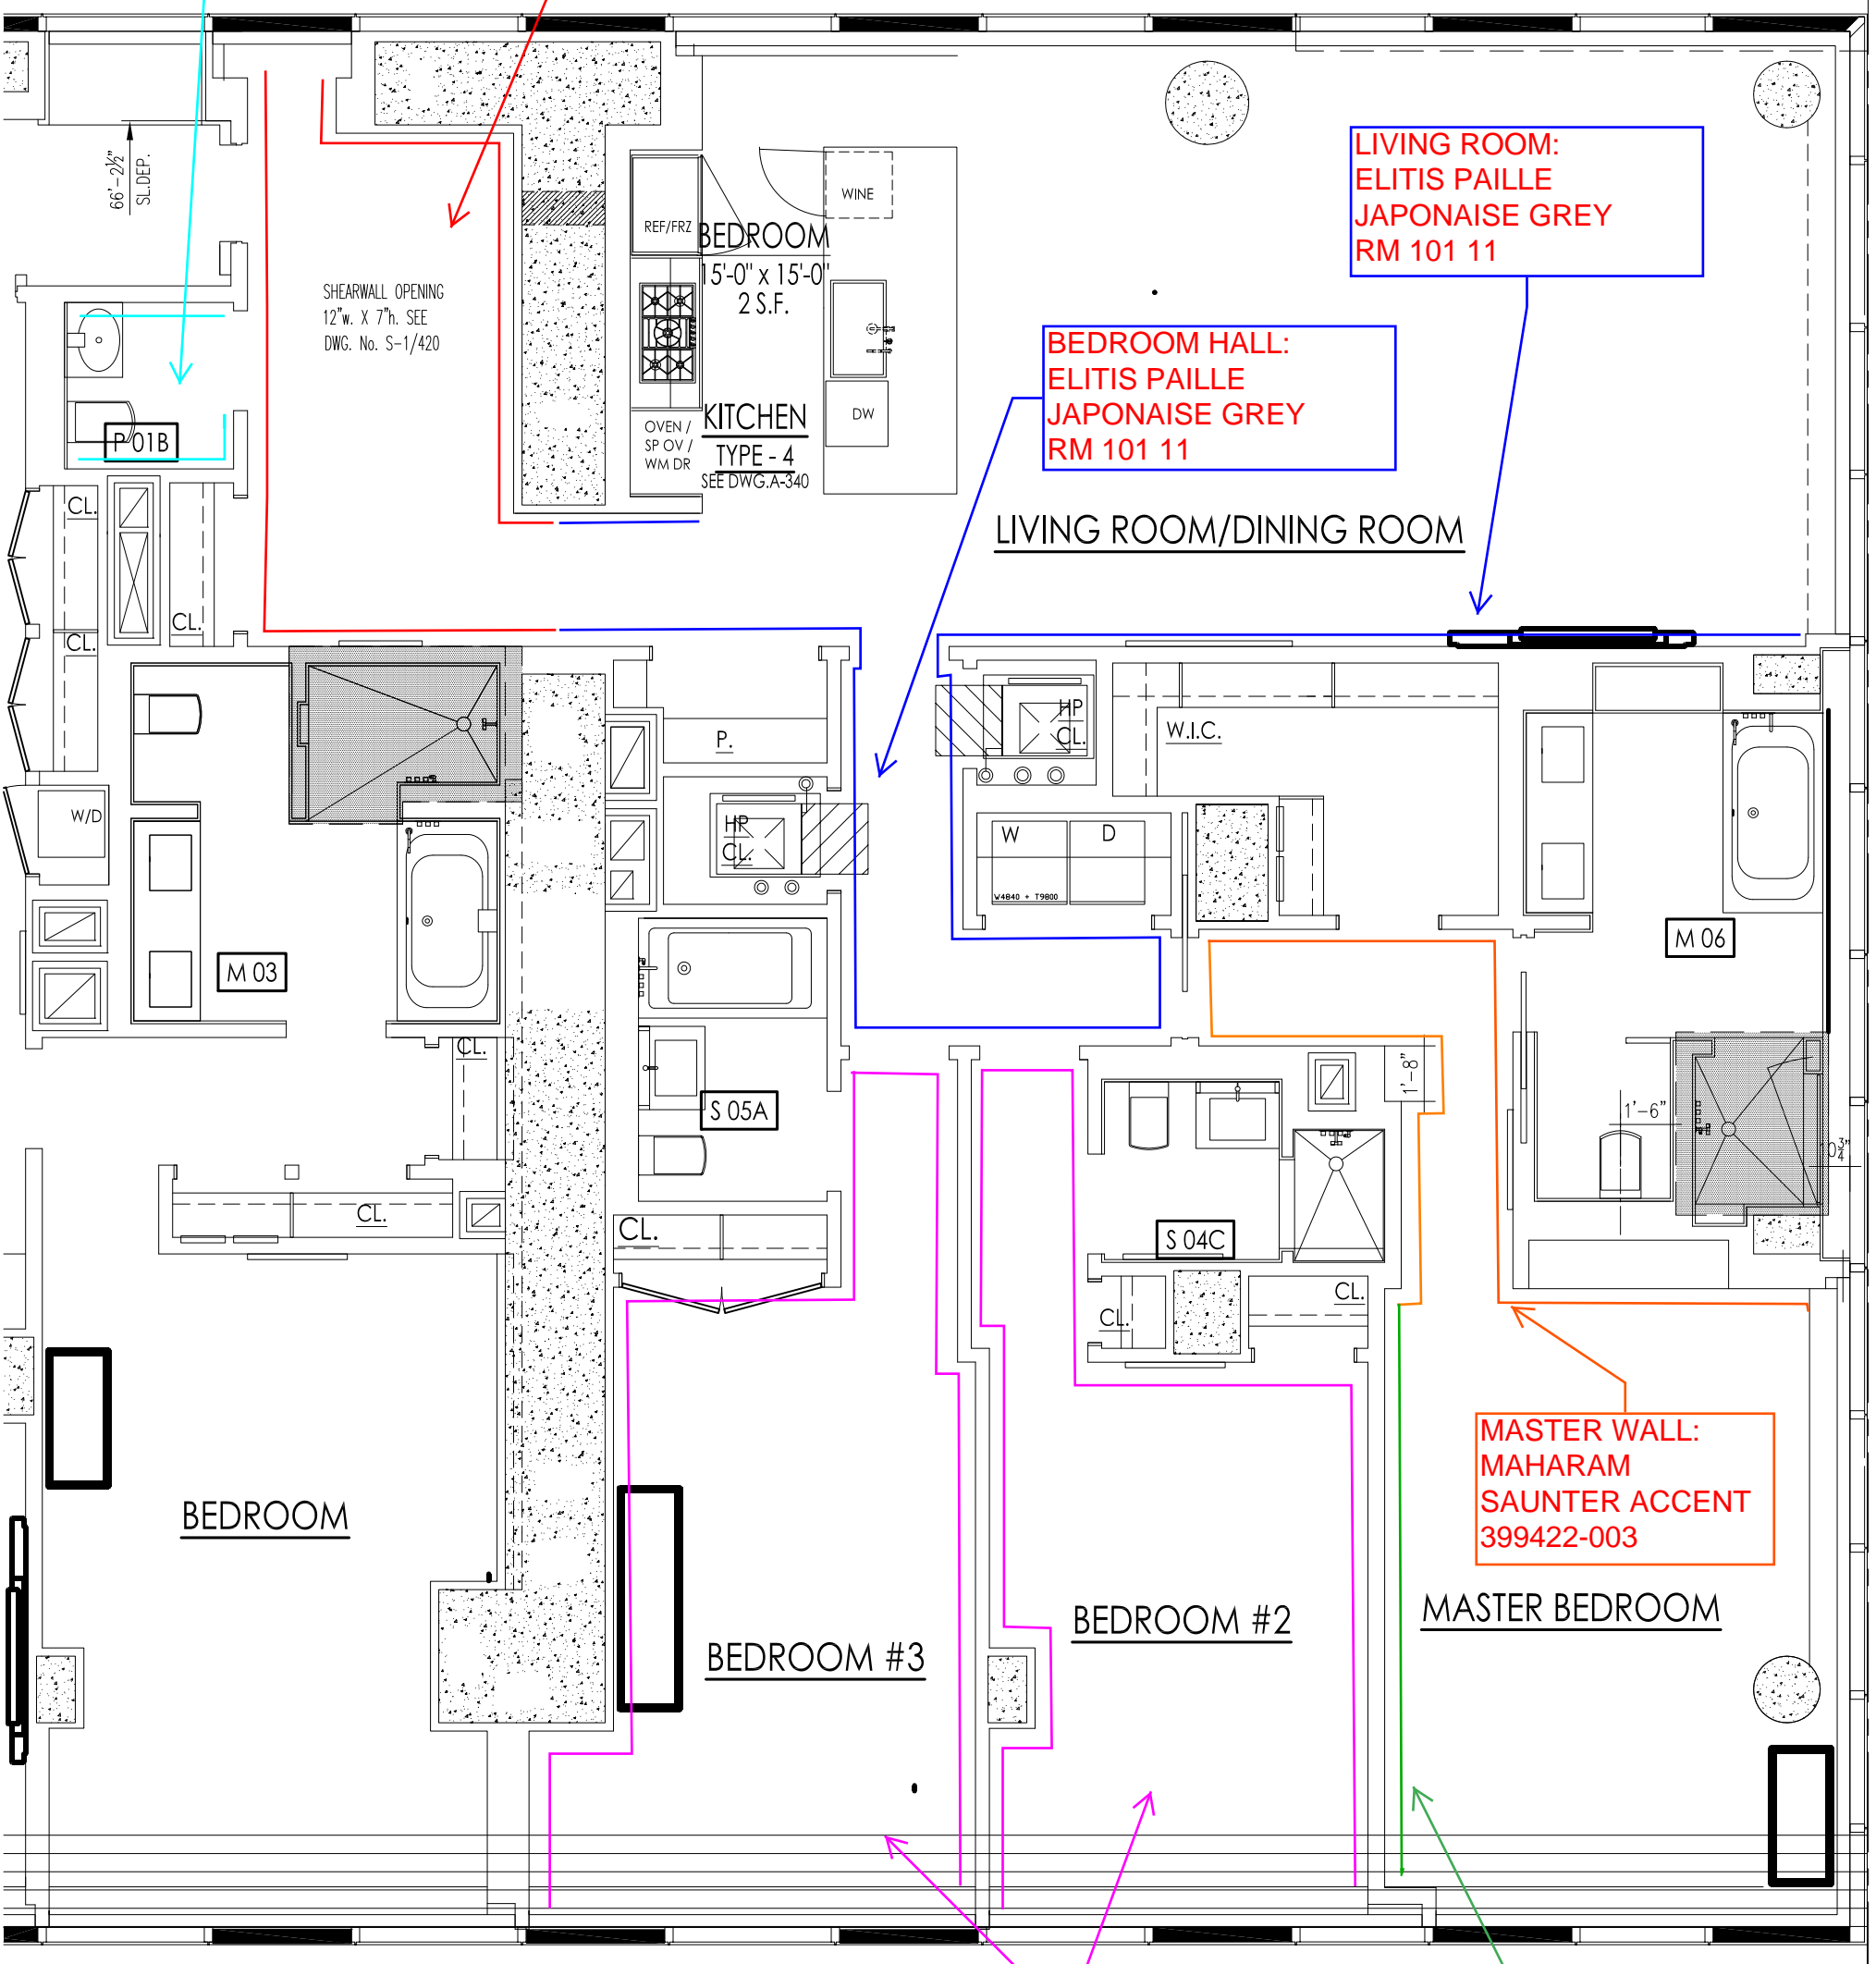 66'-2½"
SL.DEP.
SHEARWALL OPENING
12"w. X 7"h. SEE
DWG. No. S-1/420
REF/FRZ
WINE
BEDROOM
15'-0" x 15'-0"
2 S.F.
LIVING ROOM:
ELITIS PAILLE
JAPONAISE GREY
RM 101 11
BEDROOM HALL:
ELITIS PAILLE
JAPONAISE GREY
RM 101 11
P 01B
OVEN /
SP OV /
WM DR
KITCHEN
TYPE - 4
SEE DWG.A-340
DW
LIVING ROOM/DINING ROOM
CL.
CL.
CL.
P.
HP
CL.
W.I.C.
W/D
HP
CL.
W
D
W4840 + T9800
M 03
M 06
CL.
S 05A
1'-8"
1'-6"
10¾"
CL.
CL.
S 04C
CL.
CL.
MASTER WALL:
MAHARAM
SAUNTER ACCENT
399422-003
BEDROOM
BEDROOM #3
BEDROOM #2
MASTER BEDROOM